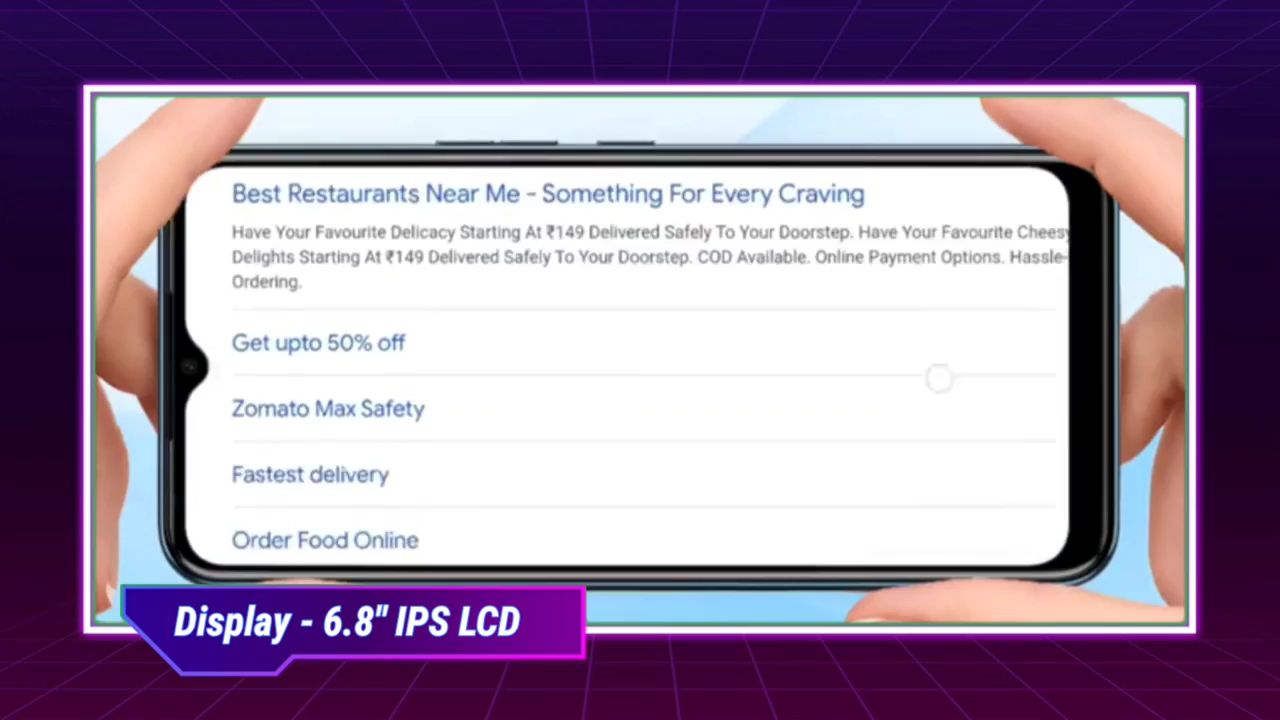 Best Restaurants Near Me - Something For Every Craving
Have Your Favourite Delicacy Starting At ₹149 Delivered Safely To Your Doorstep. Have Your Favourite Cheesy
Delights Starting At ₹149 Delivered Safely To Your Doorstep. COD Available. Online Payment Options. Hassle-
Ordering.
Get upto 50% off
Zomato Max Safety
Fastest delivery
Order Food Online
Display - 6.8" IPS LCD